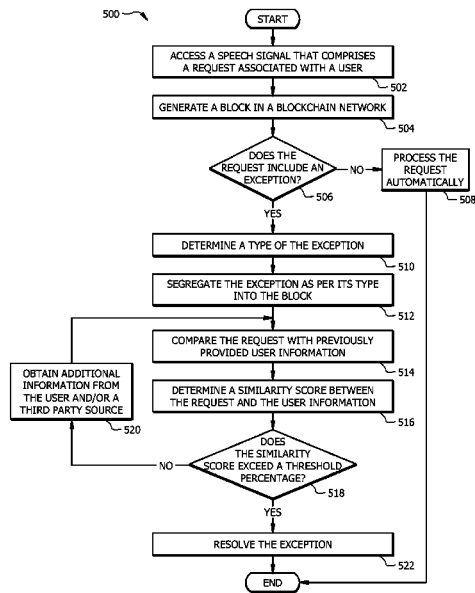 500
START
ACCESS A SPEECH SIGNAL THAT COMPRISES
A REQUEST ASSOCIATED WITH A USER
502
GENERATE A BLOCK IN A BLOCKCHAIN NETWORK
504
DOES THE
REQUEST INCLUDE AN
EXCEPTION?
506
NO
PROCESS THE
REQUEST
AUTOMATICALLY
508
YES
DETERMINE A TYPE OF THE EXCEPTION
510
SEGREGATE THE EXCEPTION AS PER ITS TYPE
INTO THE BLOCK
512
COMPARE THE REQUEST WITH PREVIOUSLY
PROVIDED USER INFORMATION
514
OBTAIN ADDITIONAL
INFORMATION FROM
THE USER AND/OR A
THIRD PARTY SOURCE
520
DETERMINE A SIMILARITY SCORE BETWEEN
THE REQUEST AND THE USER INFORMATION
516
DOES
THE SIMILARITY
SCORE EXCEED A THRESHOLD
PERCENTAGE?
518
NO
YES
RESOLVE THE EXCEPTION
522
END